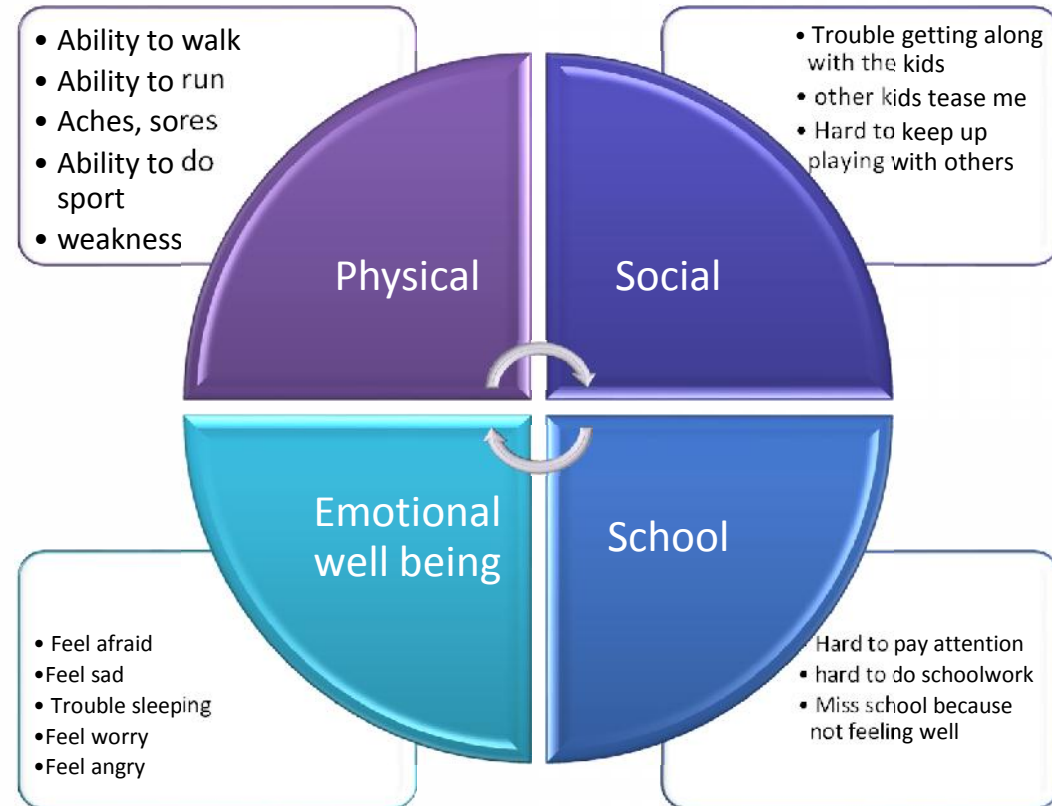 • Ability to walk
• Ability to run
• Aches, sores
• Ability to do
sport
• weakness
• Trouble getting along
with the kids
• other kids tease me
• Hard to keep up
playing with others
Physical
Social
Emotional
well being
School
• Feel afraid
•Feel sad
• Trouble sleeping
•Feel worry
•Feel angry
• Hard to pay attention
• hard to do schoolwork
• Miss school because
not feeling well